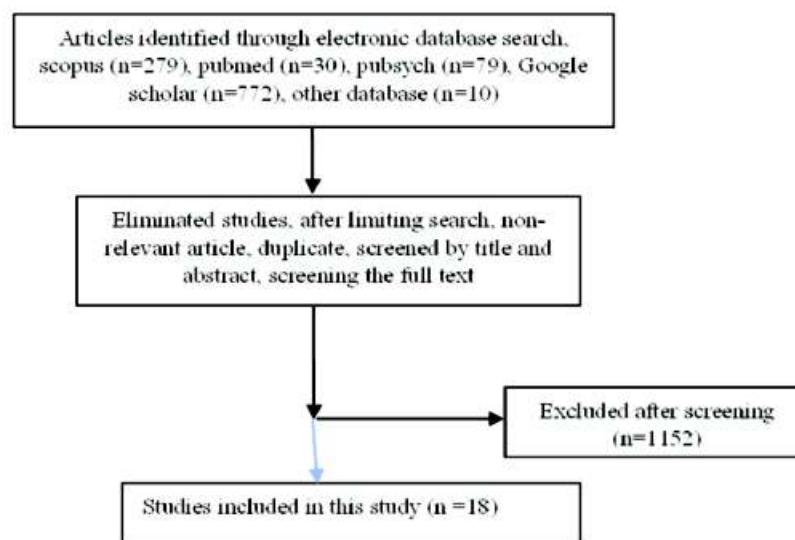 Articles identified through electronic database search,
scopus (n=279), pubmed (n=30), pubsych (n=79), Google
scholar (n=772), other database (n=10)
Eliminated studies, after limiting search, non-
relevant article, duplicate, screened by title and
abstract, screening the full text
Excluded after screening
(n=1152)
Studies included in this study (n =18)